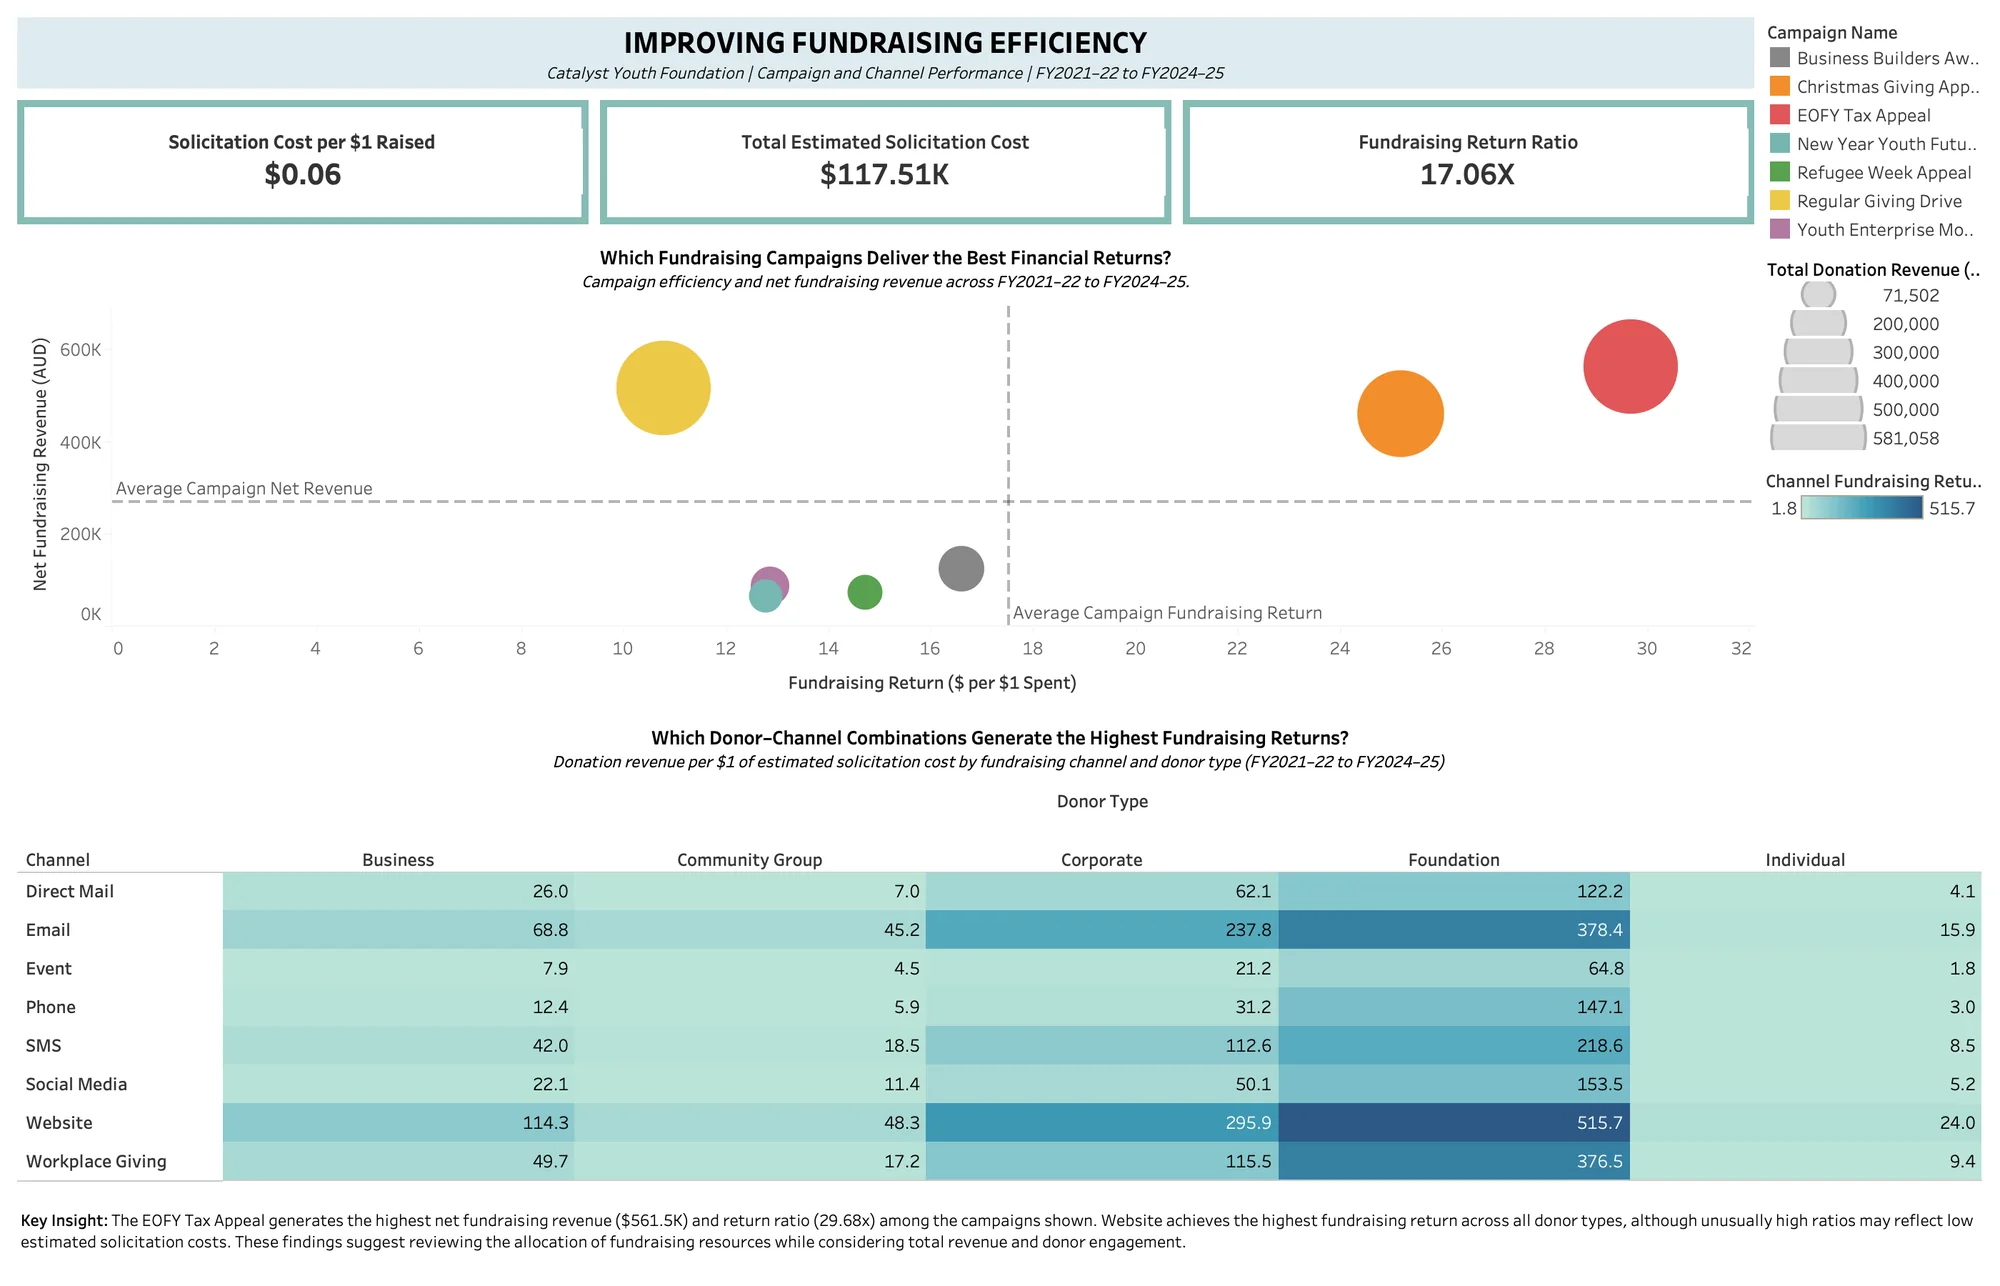 IMPROVING FUNDRAISING EFFICIENCY
Catalyst Youth Foundation | Campaign and Channel Performance | FY2021–22 to FY2024–25
Solicitation Cost per $1 Raised
$0.06
Total Estimated Solicitation Cost
$117.51K
Fundraising Return Ratio
17.06X
Campaign Name
Business Builders Aw..
Christmas Giving App..
EOFY Tax Appeal
New Year Youth Futu..
Refugee Week Appeal
Regular Giving Drive
Youth Enterprise Mo..
Total Donation Revenue (..
71,502
200,000
300,000
400,000
500,000
581,058
Channel Fundraising Retu..
1.8 515.7
Which Fundraising Campaigns Deliver the Best Financial Returns?
Campaign efficiency and net fundraising revenue across FY2021–22 to FY2024–25.
Net Fundraising Revenue (AUD)
600K
400K
Average Campaign Net Revenue
200K
0K
Average Campaign Fundraising Return
0 2 4 6 8 10 12 14 16 18 20 22 24 26 28 30 32
Fundraising Return ($ per $1 Spent)
Which Donor–Channel Combinations Generate the Highest Fundraising Returns?
Donation revenue per $1 of estimated solicitation cost by fundraising channel and donor type (FY2021–22 to FY2024–25)
Donor Type
Channel Business Community Group Corporate Foundation Individual
Direct Mail 26.0 7.0 62.1 122.2 4.1
Email 68.8 45.2 237.8 378.4 15.9
Event 7.9 4.5 21.2 64.8 1.8
Phone 12.4 5.9 31.2 147.1 3.0
SMS 42.0 18.5 112.6 218.6 8.5
Social Media 22.1 11.4 50.1 153.5 5.2
Website 114.3 48.3 295.9 515.7 24.0
Workplace Giving 49.7 17.2 115.5 376.5 9.4
Key Insight: The EOFY Tax Appeal generates the highest net fundraising revenue ($561.5K) and return ratio (29.68x) among the campaigns shown. Website achieves the highest fundraising return across all donor types, although unusually high ratios may reflect low
estimated solicitation costs. These findings suggest reviewing the allocation of fundraising resources while considering total revenue and donor engagement.